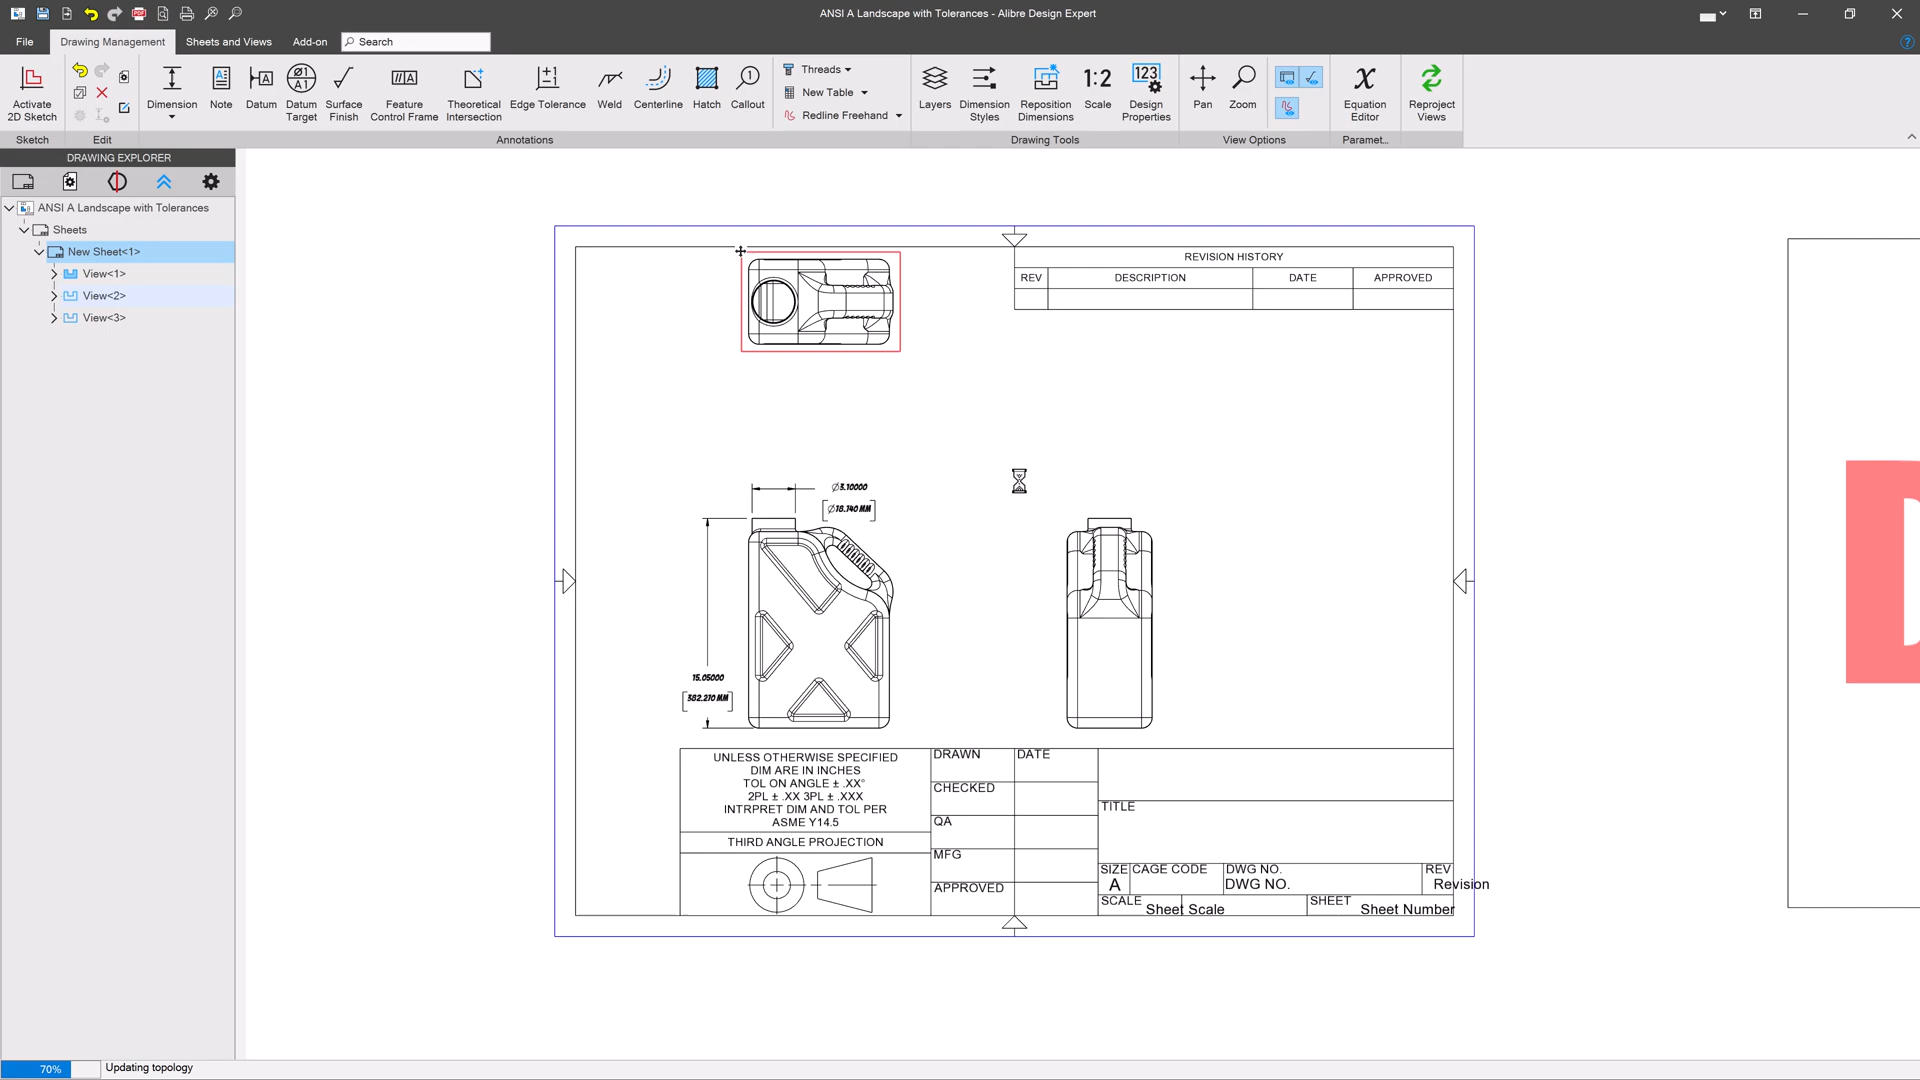 ANSI A Landscape with Tolerances - Alibre Design Expert
File
Drawing Management
Sheets and Views
Add-on
Search
Activate
2D Sketch
Dimension
Note
Datum
Datum
Target
Surface
Finish
Feature
Control Frame
Theoretical
Intersection
Edge Tolerance
Weld
Centerline
Hatch
Callout
Threads
New Table
Redline Freehand
Layers
Dimension
Styles
Reposition
Dimensions
1:2
Scale
123
Design
Properties
Pan
Zoom
Equation
Editor
Reproject
Views
Sketch
Edit
Annotations
Drawing Tools
View Options
Paramet...
DRAWING EXPLORER
ANSI A Landscape with Tolerances
Sheets
New Sheet<1>
View<1>
View<2>
View<3>
REVISION HISTORY
REV
DESCRIPTION
DATE
APPROVED
∅3.10000
∅18.740 MM
15.05000
382.270 MM
UNLESS OTHERWISE SPECIFIED
DIM ARE IN INCHES
TOL ON ANGLE ± .XX°
2PL ± .XX 3PL ± .XXX
INTRPRET DIM AND TOL PER
ASME Y14.5
THIRD ANGLE PROJECTION
DRAWN
DATE
CHECKED
QA
MFG
APPROVED
TITLE
SIZE
A
CAGE CODE
DWG NO.
DWG NO.
REV
Revision
SCALE
Sheet Scale
SHEET
Sheet Number
70%
Updating topology